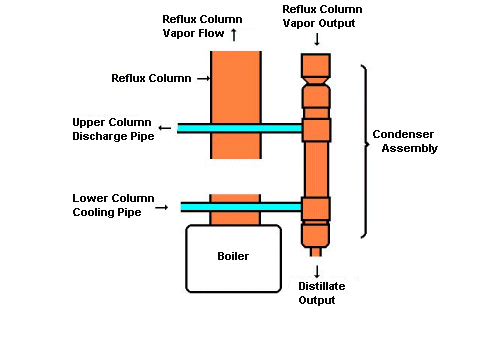 Reflux Column
Vapor Flow
Reflux Column
Vapor Output
Reflux Column
Upper Column
Discharge Pipe
Condenser
Assembly
Lower Column
Cooling Pipe
Boiler
Distillate
Output